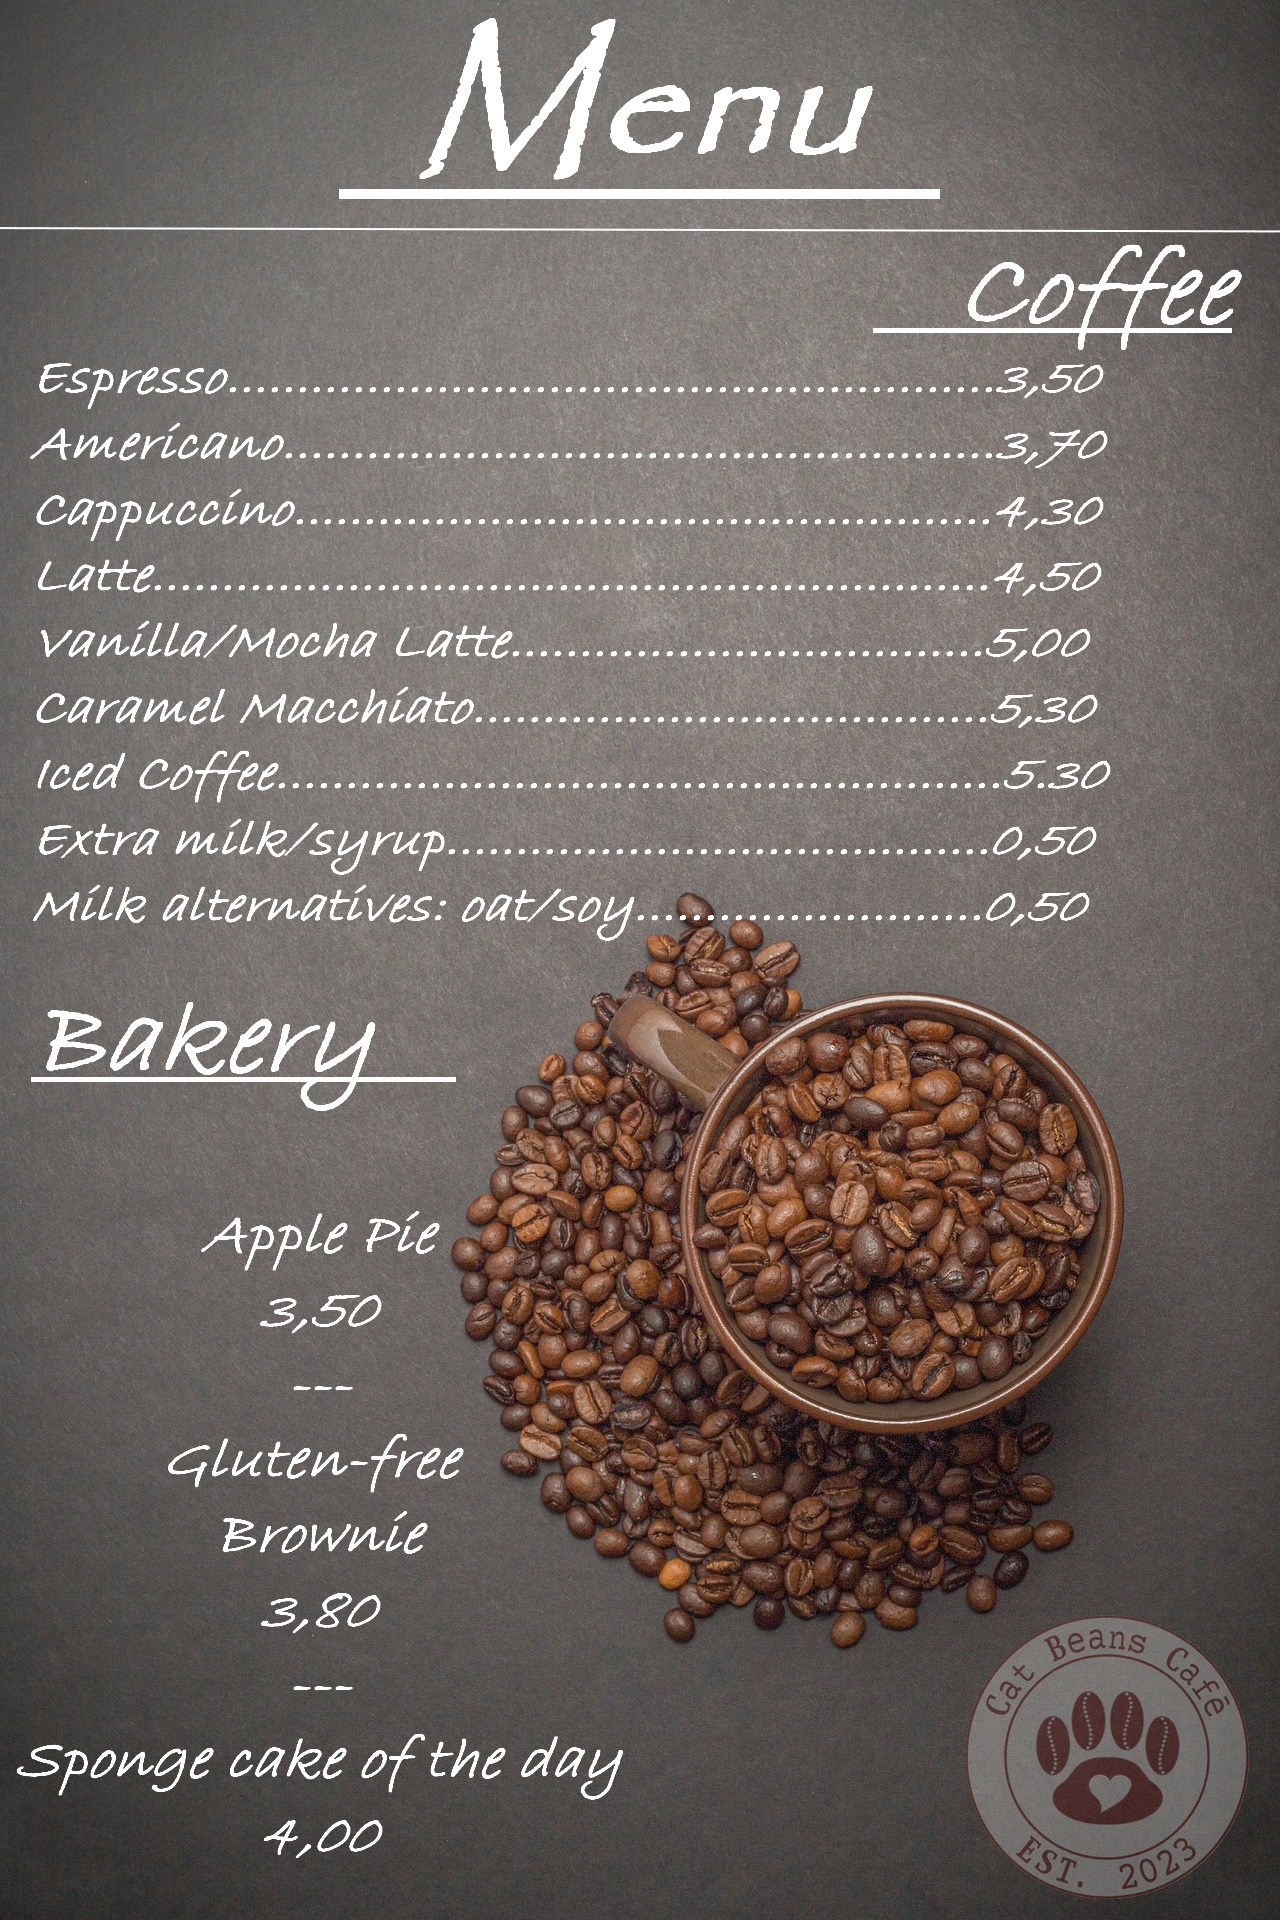 Menu
Coffee
Espresso.......................................................3,50
Americano...................................................3,70
Cappuccino..................................................4,30
Latte............................................................4,50
Vanilla/Mocha Latte..................................5,00
Caramel Macchiato.....................................5,30
Iced Coffee....................................................5.30
Extra milk/syrup.......................................0,50
Milk alternatives: oat/soy.........................0,50
Bakery
Apple Pie
3,50
---
Gluten-free
Brownie
3,80
---
Sponge cake of the day
4,00
Cat Beans Cafē
EST. 2023